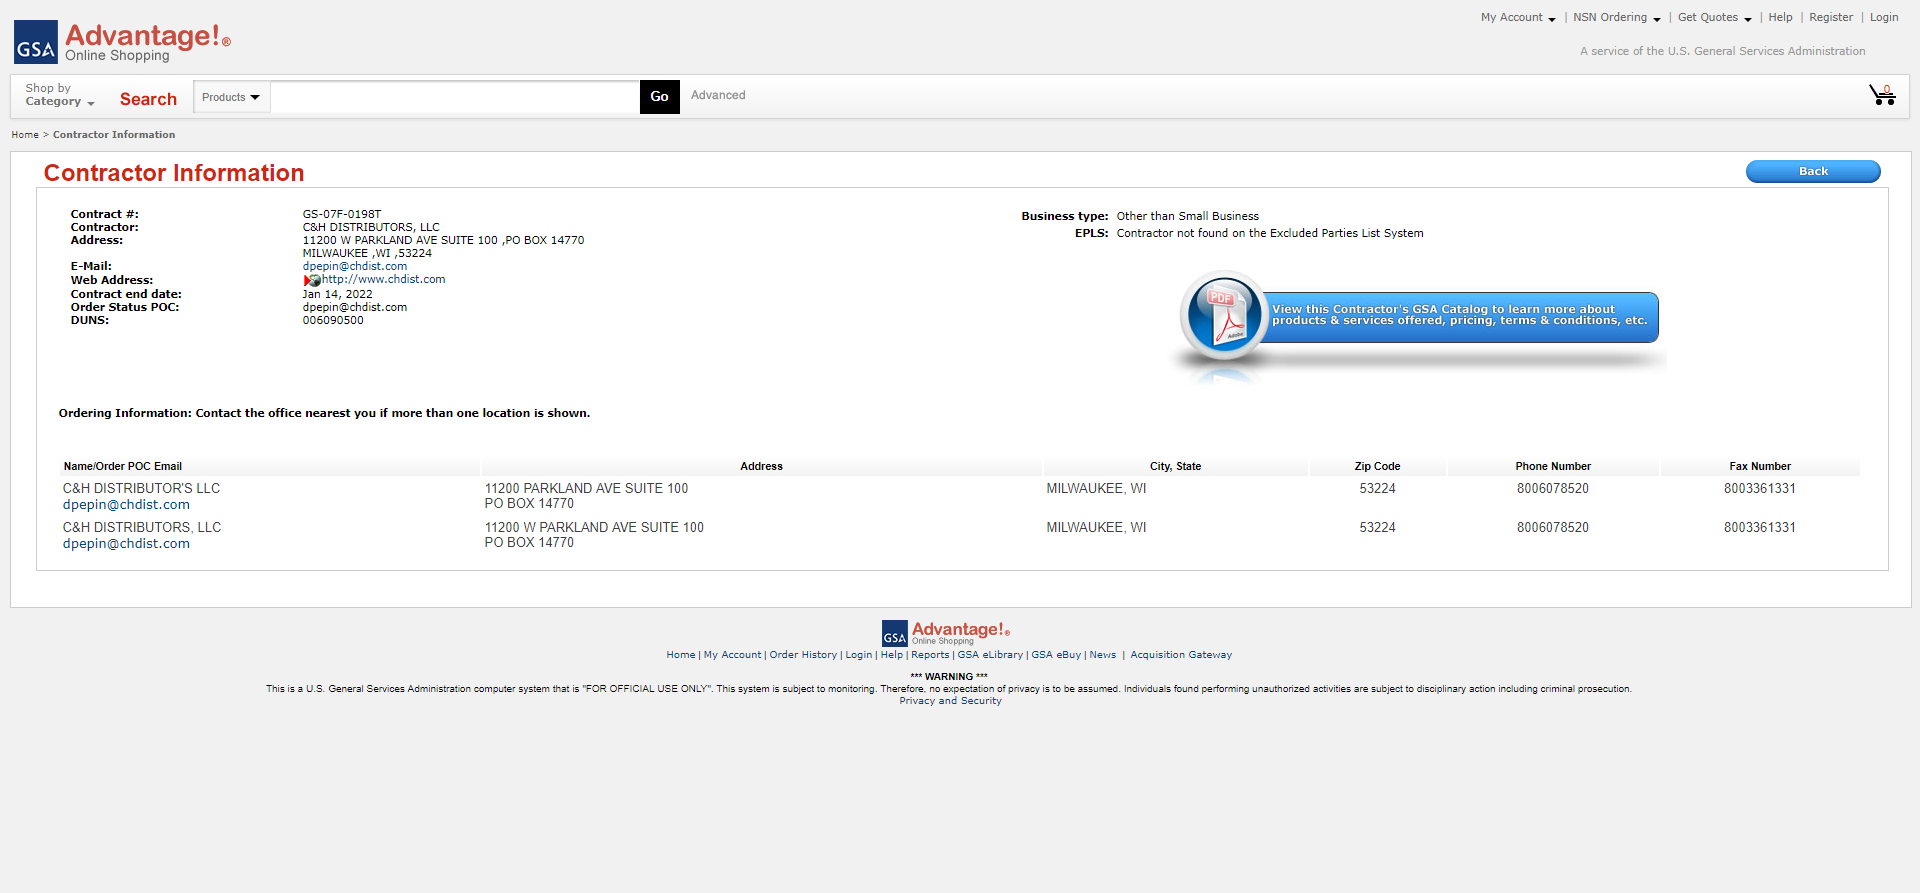 My Account | NSN Ordering | Get Quotes | Help | Register | Login
GSA Advantage!®
Online Shopping
A service of the U.S. General Services Administration
Shop by
Category
Search
Products
Go
Advanced
0
Home > Contractor Information
Contractor Information
Back
Contract #: GS-07F-0198T
Contractor: C&H DISTRIBUTORS, LLC
Address: 11200 W PARKLAND AVE SUITE 100 ,PO BOX 14770
MILWAUKEE ,WI ,53224
E-Mail: dpepin@chdist.com
Web Address: http://www.chdist.com
Contract end date: Jan 14, 2022
Order Status POC: dpepin@chdist.com
DUNS: 006090500
Business type: Other than Small Business
EPLS: Contractor not found on the Excluded Parties List System
PDF
Adobe
View this Contractor's GSA Catalog to learn more about
products & services offered, pricing, terms & conditions, etc.
Ordering Information: Contact the office nearest you if more than one location is shown.
Name/Order POC Email Address City, State Zip Code Phone Number Fax Number
C&H DISTRIBUTOR'S LLC 11200 PARKLAND AVE SUITE 100 MILWAUKEE, WI 53224 8006078520 8003361331
dpepin@chdist.com PO BOX 14770
C&H DISTRIBUTORS, LLC 11200 W PARKLAND AVE SUITE 100 MILWAUKEE, WI 53224 8006078520 8003361331
dpepin@chdist.com PO BOX 14770
GSA Advantage!®
Online Shopping
Home | My Account | Order History | Login | Help | Reports | GSA eLibrary | GSA eBuy | News | Acquisition Gateway
*** WARNING ***
This is a U.S. General Services Administration computer system that is "FOR OFFICIAL USE ONLY". This system is subject to monitoring. Therefore, no expectation of privacy is to be assumed. Individuals found performing unauthorized activities are subject to disciplinary action including criminal prosecution.
Privacy and Security